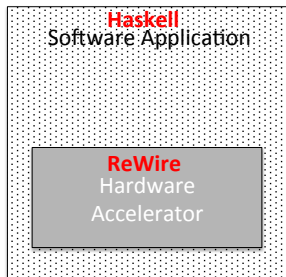 Haskell
Software Application
ReWire
Hardware
Accelerator